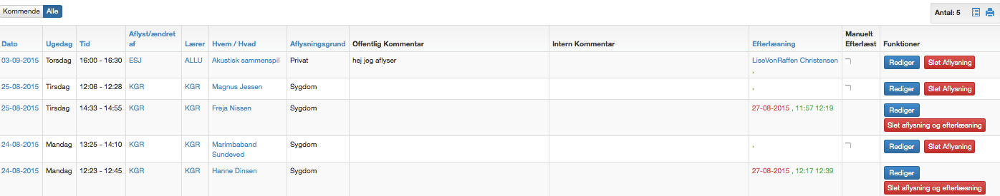 Kommende Alle
Antal: 5
Dato Ugedag Tid Aflyst/ændret af Lærer Hvem / Hvad Aflysningsgrund Offentlig Kommentar Intern Kommentar Efterlæsning Manuelt Efterlæst Funktioner
03-09-2015 Torsdag 16:00 - 16:30 ESJ ALLU Akustisk sammenspil Privat hej jeg aflyser LiseVonRaffen Christensen , Rediger Slet Aflysning
25-08-2015 Tirsdag 12:06 - 12:28 KGR KGR Magnus Jessen Sygdom , Rediger Slet Aflysning
25-08-2015 Tirsdag 14:33 - 14:55 KGR KGR Freja Nissen Sygdom 27-08-2015 , 11:57 12:19 Rediger
Slet aflysning og efterlæsning
24-08-2015 Mandag 13:25 - 14:10 KGR KGR Marimbaband Sundeved Sygdom , Rediger Slet Aflysning
24-08-2015 Mandag 12:23 - 12:45 KGR KGR Hanne Dinsen Sygdom 27-08-2015 , 12:17 12:39 Rediger
Slet aflysning og efterlæsning